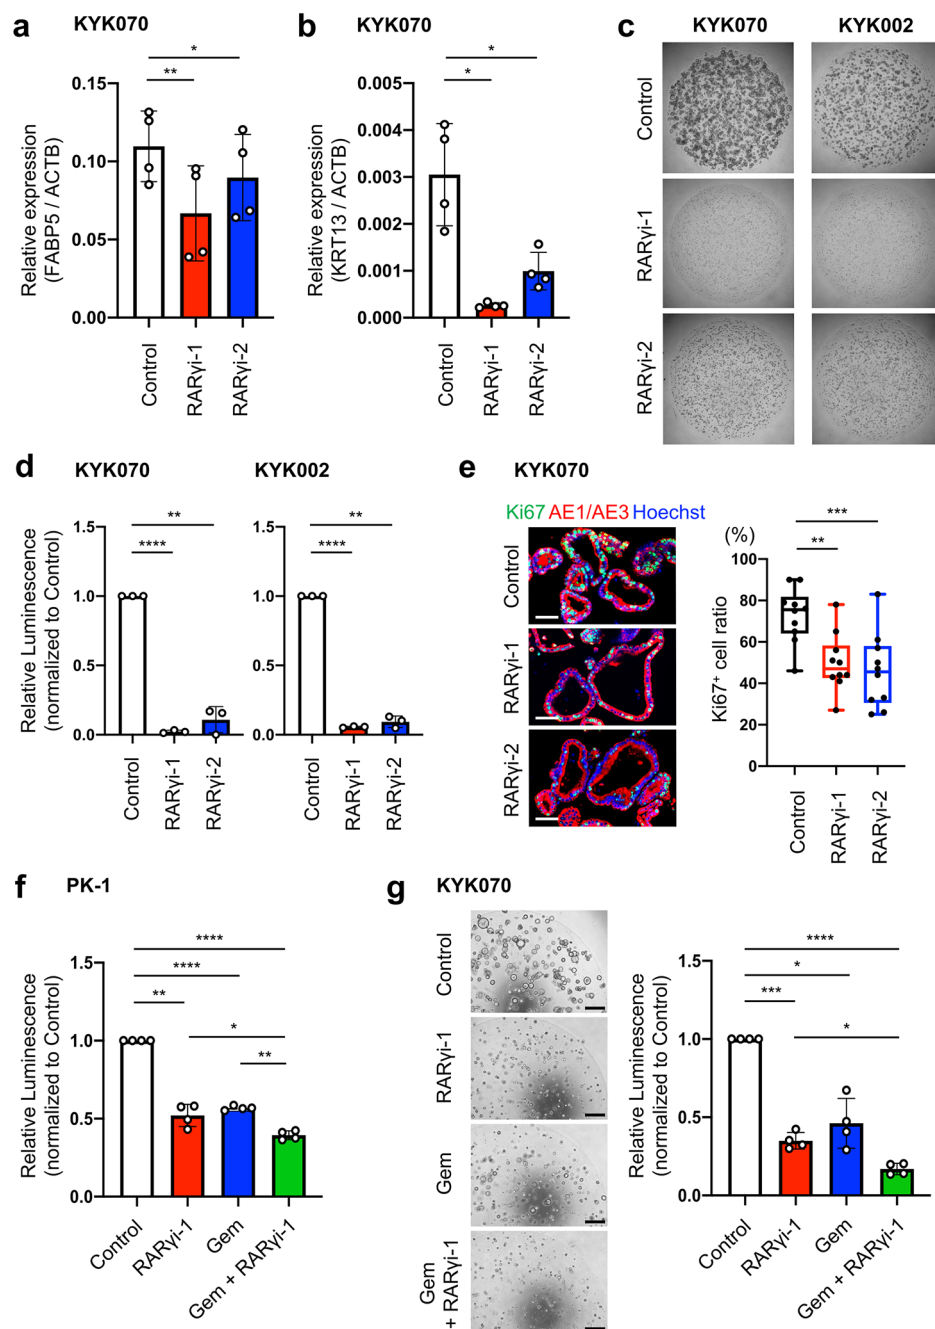 a
KYK070
Relative expression
(FABP5 / ACTB)
0.15
0.10
0.05
0.00
*
**
Control
RARγi-1
RARγi-2
b
KYK070
Relative expression
(KRT13 / ACTB)
0.005
0.004
0.003
0.002
0.001
0.000
*
*
Control
RARγi-1
RARγi-2
c
KYK070
KYK002
Control
RARγi-1
RARγi-2
d
KYK070
KYK002
Relative Luminescence
(normalized to Control)
1.5
1.0
0.5
0.0
**
****
Control
RARγi-1
RARγi-2
1.5
1.0
0.5
0.0
**
****
Control
RARγi-1
RARγi-2
e
KYK070
Ki67 AE1/AE3 Hoechst
Control
RARγi-1
RARγi-2
(%)
Ki67⁺ cell ratio
100
80
60
40
20
0
***
**
Control
RARγi-1
RARγi-2
f
PK-1
Relative Luminescence
(normalized to Control)
1.5
1.0
0.5
0.0
****
****
**
*
**
Control
RARγi-1
Gem
Gem + RARγi-1
g
KYK070
Control
RARγi-1
Gem
Gem
+ RARγi-1
Relative Luminescence
(normalized to Control)
1.5
1.0
0.5
0.0
****
*
***
*
Control
RARγi-1
Gem
Gem + RARγi-1